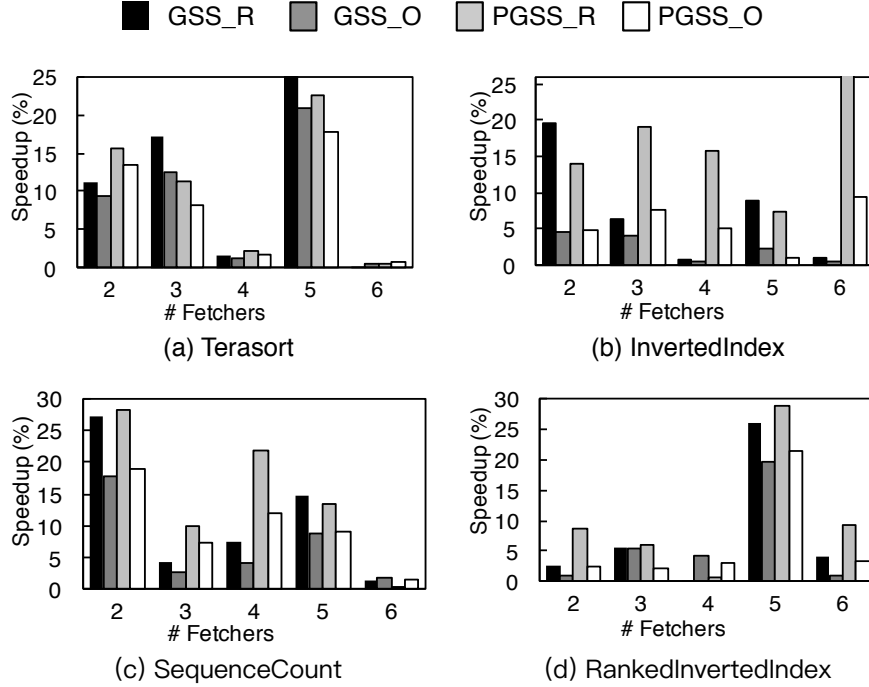 GSS_R GSS_O PGSS_R PGSS_O
Speedup (%)
25
20
15
10
5
0
2 3 4 5 6
# Fetchers
(a) Terasort
Speedup (%)
25
20
15
10
5
0
2 3 4 5 6
# Fetchers
(b) InvertedIndex
Speedup (%)
30
25
20
15
10
5
0
2 3 4 5 6
# Fetchers
(c) SequenceCount
Speedup (%)
30
25
20
15
10
5
0
2 3 4 5 6
# Fetchers
(d) RankedInvertedIndex